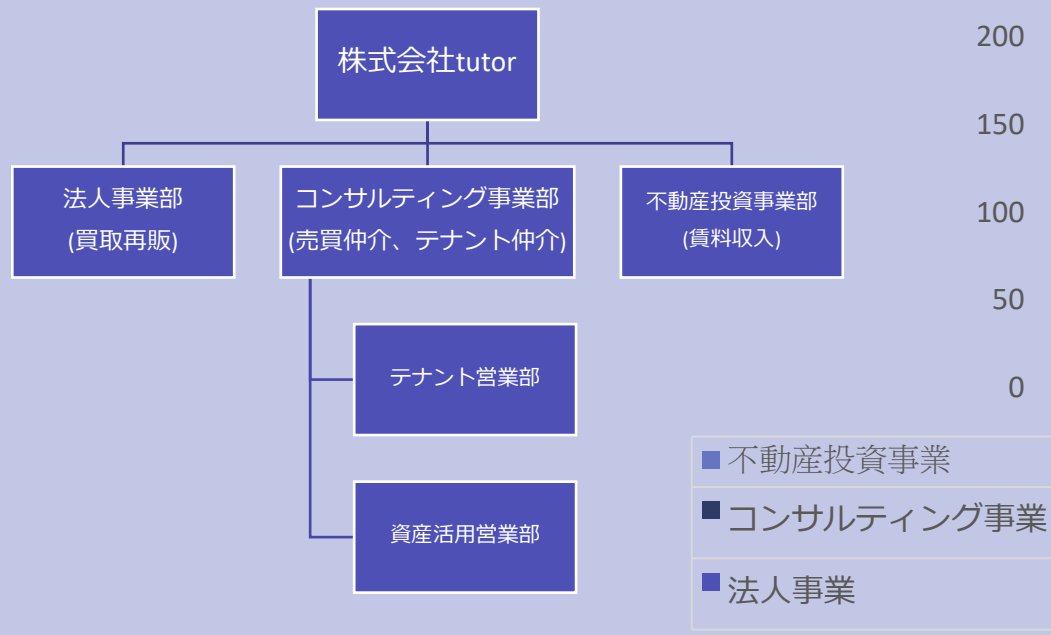 株式会社tutor
法人事業部
(買取再販)
コンサルティング事業部
(売買仲介、テナント仲介)
不動産投資事業部
(賃料収入)
テナント営業部
資産活用営業部
200
150
100
50
0
不動産投資事業
コンサルティング事業
法人事業